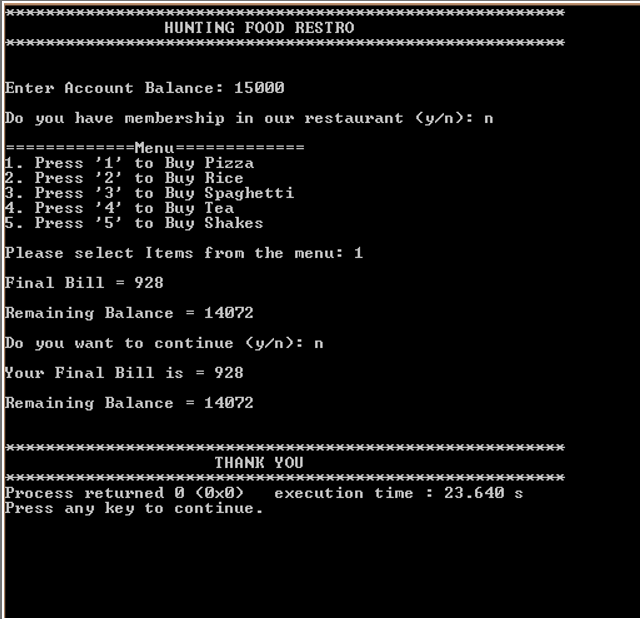 ********************************************************
HUNTING FOOD RESTRO
********************************************************
Enter Account Balance: 15000
Do you have membership in our restaurant (y/n): n
=============Menu=============
1. Press '1' to Buy Pizza
2. Press '2' to Buy Rice
3. Press '3' to Buy Spaghetti
4. Press '4' to Buy Tea
5. Press '5' to Buy Shakes
Please select Items from the menu: 1
Final Bill = 928
Remaining Balance = 14072
Do you want to continue (y/n): n
Your Final Bill is = 928
Remaining Balance = 14072
********************************************************
THANK YOU
********************************************************
Process returned 0 (0x0)   execution time : 23.640 s
Press any key to continue.